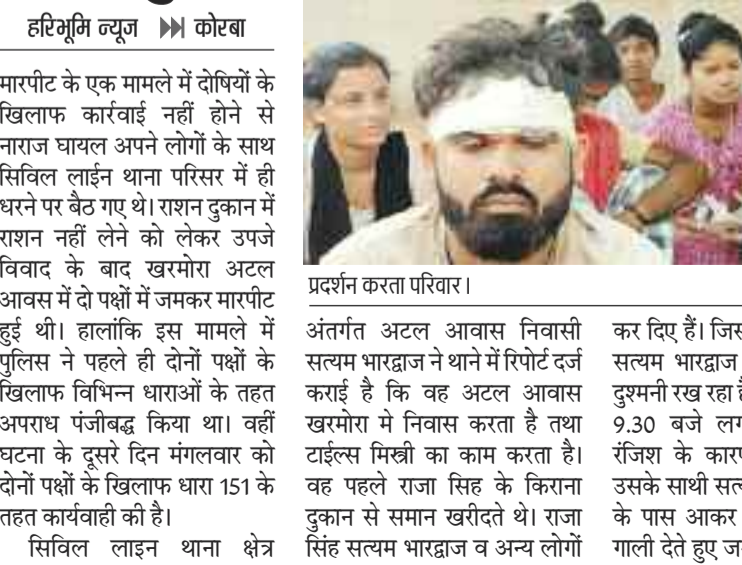 हरिभूमि न्यूज ▶▶| कोरबा
मारपीट के एक मामले में दोषियों के
खिलाफ कार्रवाई नहीं होने से
नाराज घायल अपने लोगों के साथ
सिविल लाईन थाना परिसर में ही
धरने पर बैठ गए थे। राशन दुकान में
राशन नहीं लेने को लेकर उपजे
विवाद के बाद खरमोरा अटल
आवस में दो पक्षों में जमकर मारपीट
हुई थी। हालांकि इस मामले में
पुलिस ने पहले ही दोनों पक्षों के
खिलाफ विभिन्न धाराओं के तहत
अपराध पंजीबद्ध किया था। वहीं
घटना के दूसरे दिन मंगलवार को
दोनों पक्षों के खिलाफ धारा 151 के
तहत कार्यवाही की है।
सिविल लाइन थाना क्षेत्र
प्रदर्शन करता परिवार।
अंतर्गत अटल आवास निवासी
सत्यम भारद्वाज ने थाने में रिपोर्ट दर्ज
कराई है कि वह अटल आवास
खरमोरा मे निवास करता है तथा
टाईल्स मिस्त्री का काम करता है।
वह पहले राजा सिह के किराना
दुकान से समान खरीदते थे। राजा
सिंह सत्यम भारद्वाज व अन्य लोगों
कर दिए हैं।
सत्यम भारद्वाज
दुश्मनी रख रहा
9.30 बजे
रंजिश के
उसके साथी
के पास आकर
गाली देते हुए